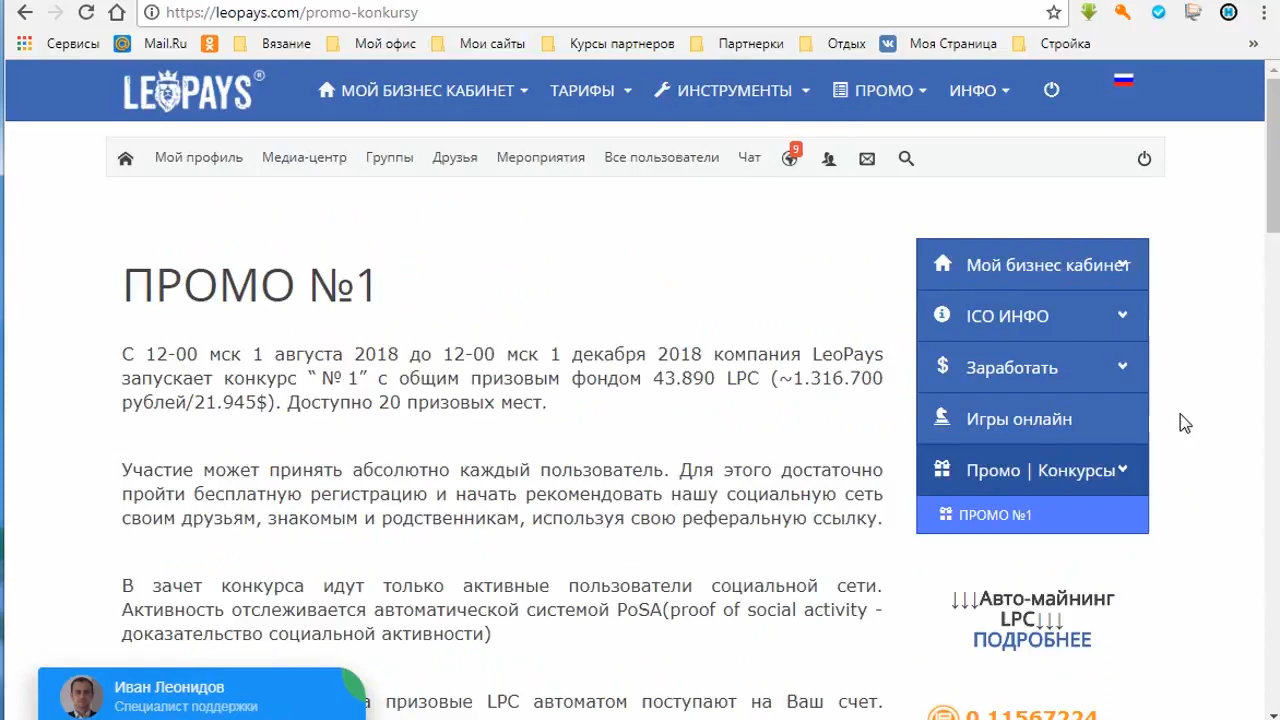 https://leopays.com/promo-konkursy
Сервисы Mail.Ru Вязание Мой офис Мои сайты Курсы партнеров Партнерки Отдых Моя Страница Стройка »
LEOPAYS® МОЙ БИЗНЕС КАБИНЕТ ТАРИФЫ ИНСТРУМЕНТЫ ПРОМО ИНФО
Мой профиль Медиа-центр Группы Друзья Мероприятия Все пользователи Чат 9
ПРОМО №1
С 12-00 мск 1 августа 2018 до 12-00 мск 1 декабря 2018 компания LeoPays
запускает конкурс “№1” с общим призовым фондом 43.890 LPC (~1.316.700
рублей/21.945$). Доступно 20 призовых мест.
Участие может принять абсолютно каждый пользователь. Для этого достаточно
пройти бесплатную регистрацию и начать рекомендовать нашу социальную сеть
своим друзьям, знакомым и родственникам, используя свою реферальную ссылку.
В зачет конкурса идут только активные пользователи социальной сети.
Активность отслеживается автоматической системой PoSA(proof of social activity -
доказательство социальной активности)
призовые LPC автоматом поступают на Ваш счет.
Мой бизнес кабинет
ICO ИНФО
Заработать
Игры онлайн
Промо | Конкурсы
ПРОМО №1
↓↓↓Авто-майнинг
LPC↓↓↓
ПОДРОБНЕЕ
0.11567224
Иван Леонидов
Специалист поддержки